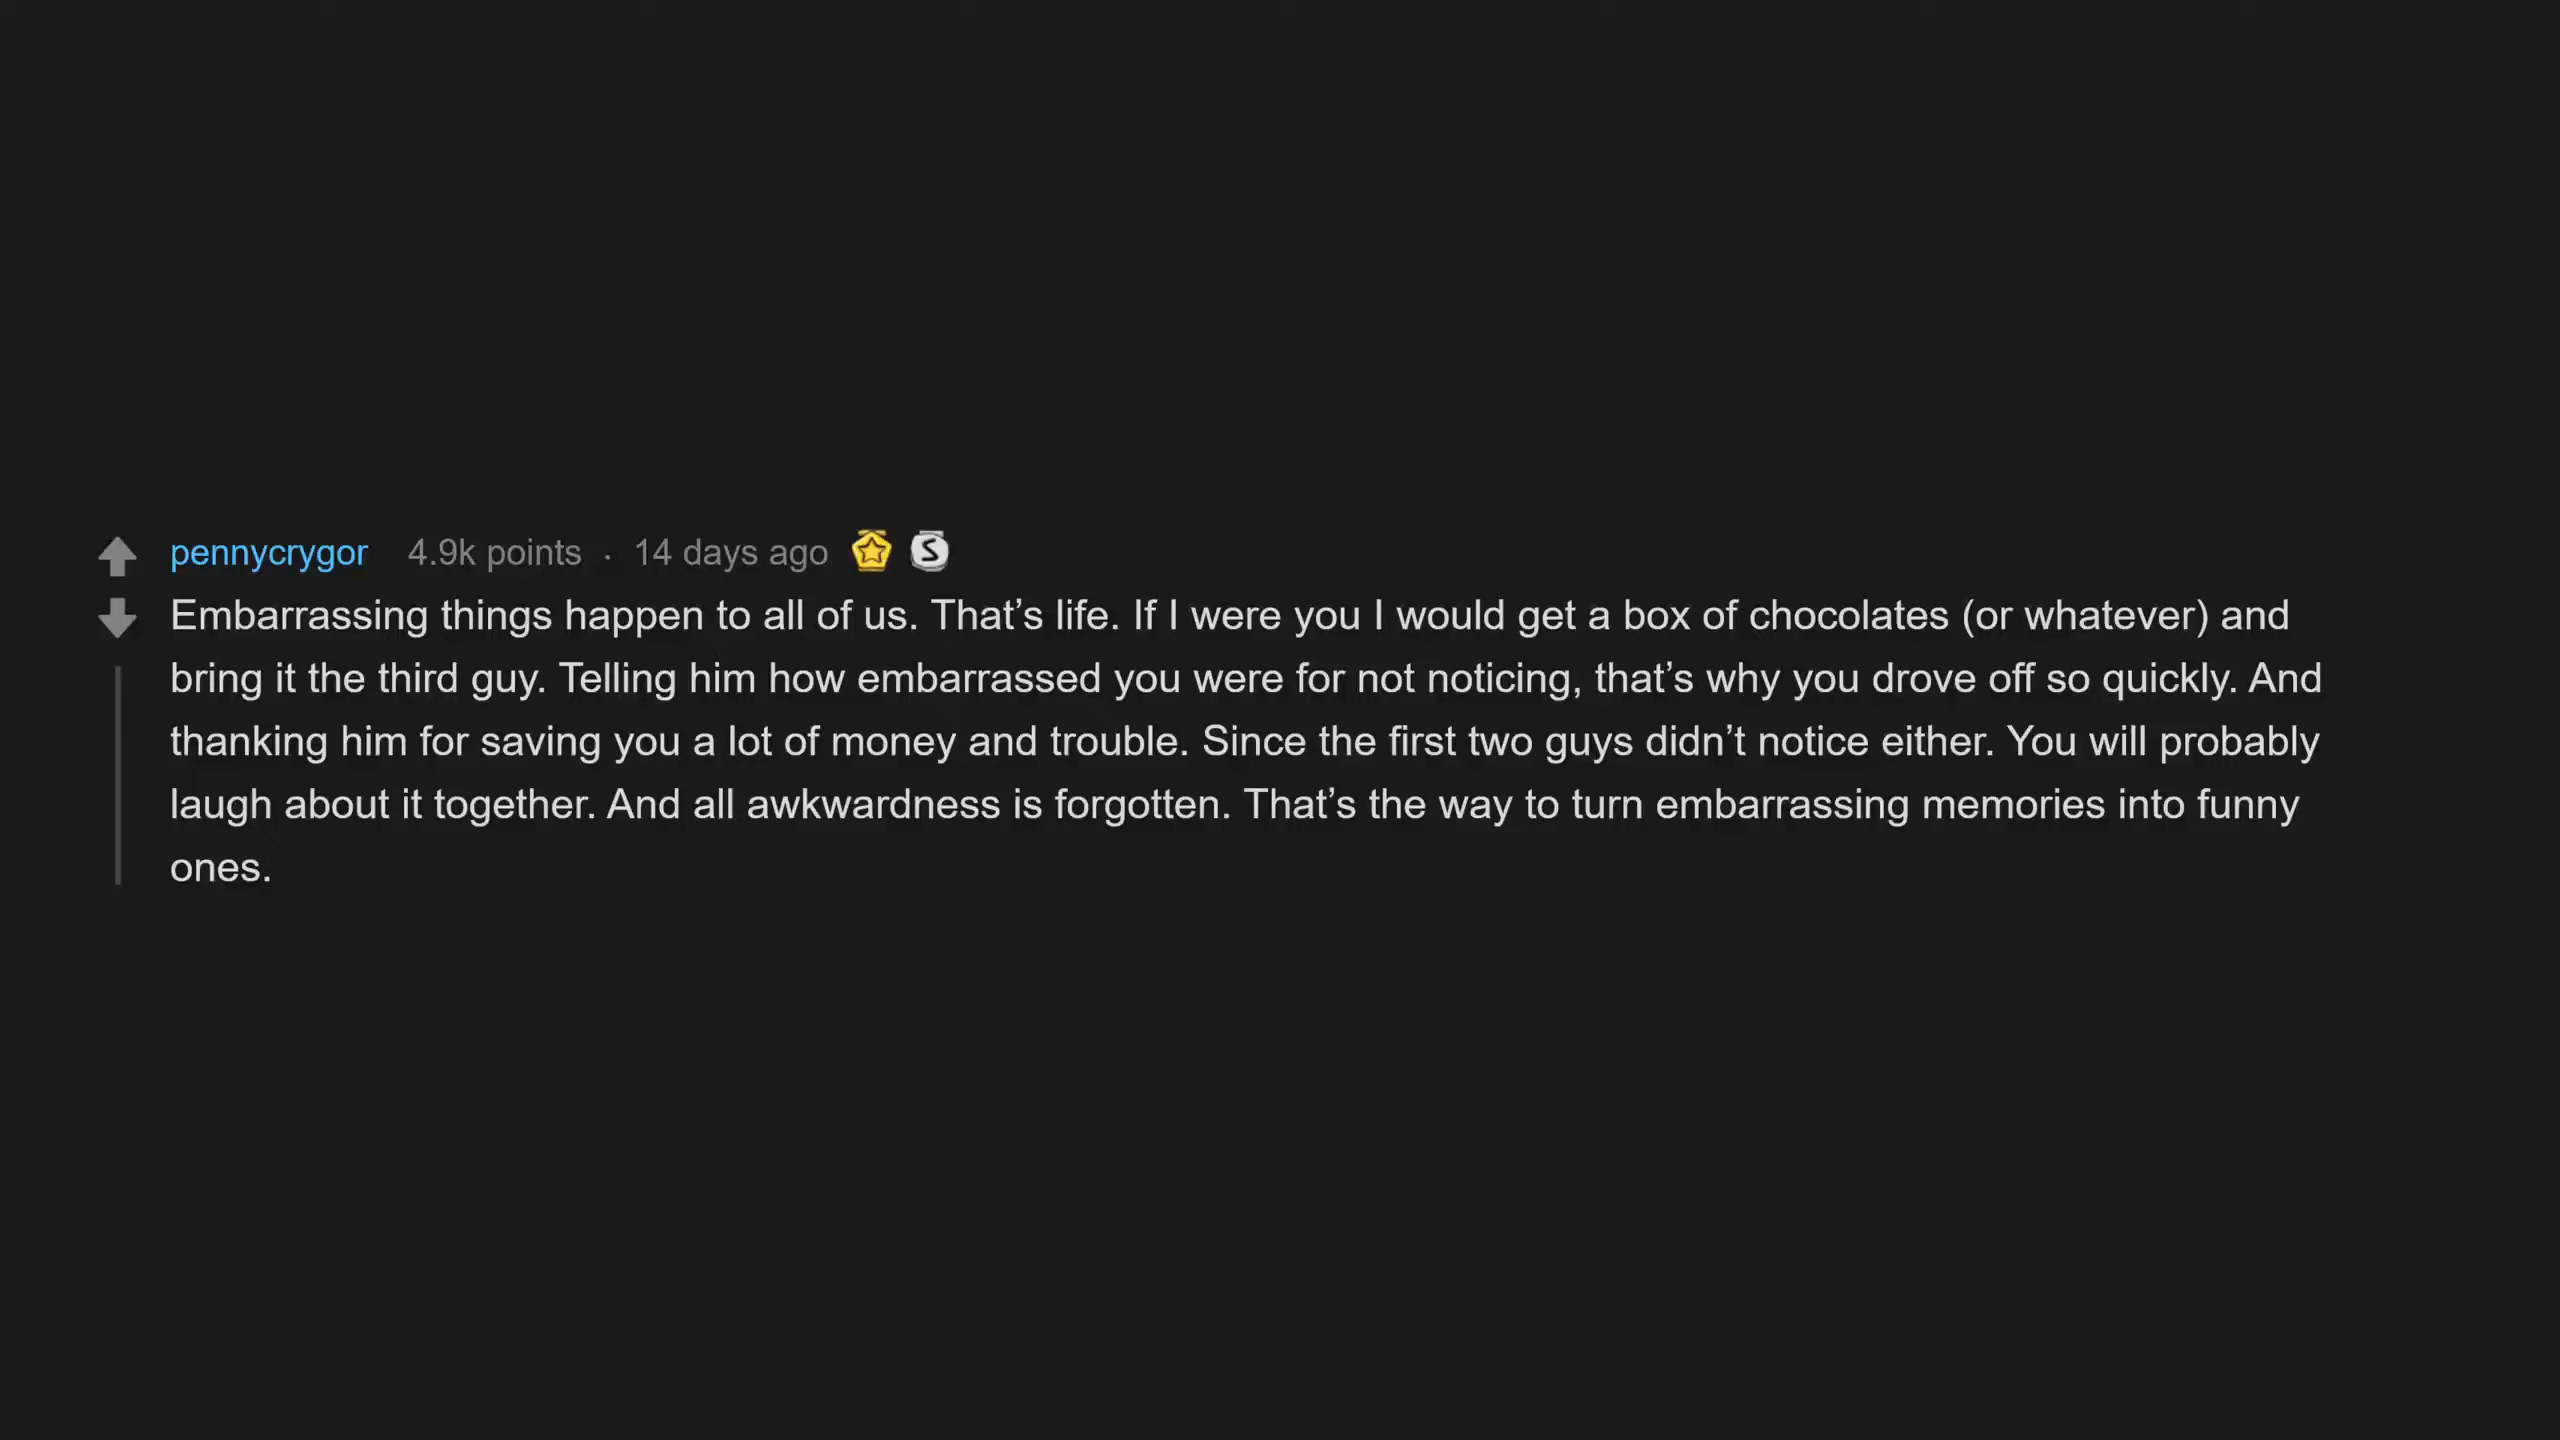 pennycrygor 4.9k points · 14 days ago S
Embarrassing things happen to all of us. That’s life. If I were you I would get a box of chocolates (or whatever) and
bring it the third guy. Telling him how embarrassed you were for not noticing, that’s why you drove off so quickly. And
thanking him for saving you a lot of money and trouble. Since the first two guys didn’t notice either. You will probably
laugh about it together. And all awkwardness is forgotten. That’s the way to turn embarrassing memories into funny
ones.